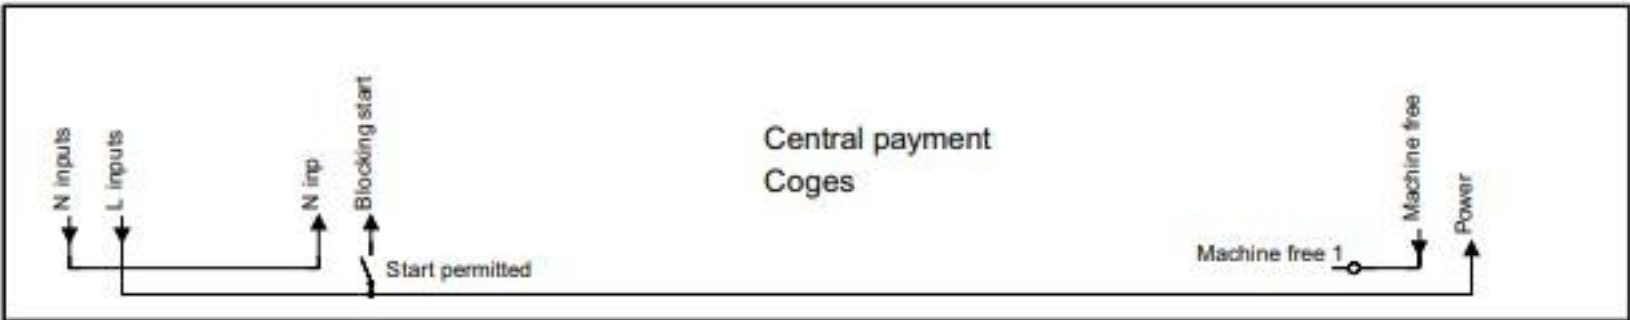 N inputs
L inputs
N inp
Blocking start
Start permitted
Central payment
Coges
Machine free 1
Machine free
Power